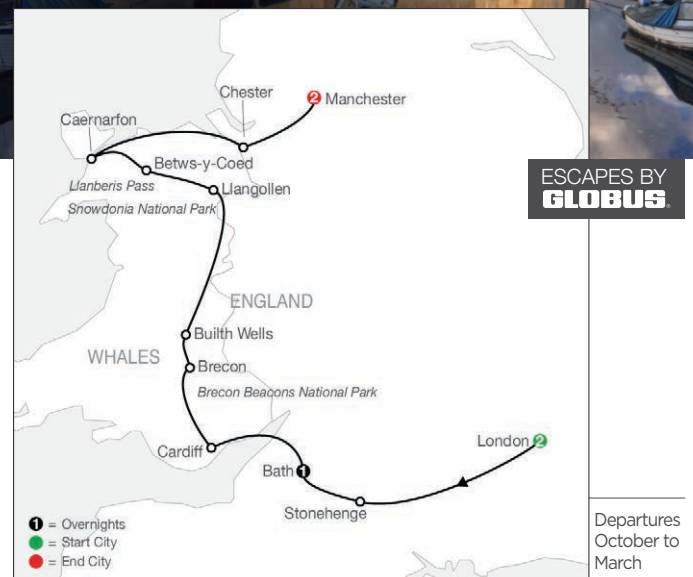 Chester
2 Manchester
Caernarfon
Betws-y-Coed
Llanberis Pass
Llangollen
Snowdonia National Park
ESCAPES BY
GLOBUS.
ENGLAND
Builth Wells
WHALES
Brecon
Brecon Beacons National Park
London 2
Cardiff
Bath 1
Stonehenge
1 = Overnights
= Start City
= End City
Departures
October to
March